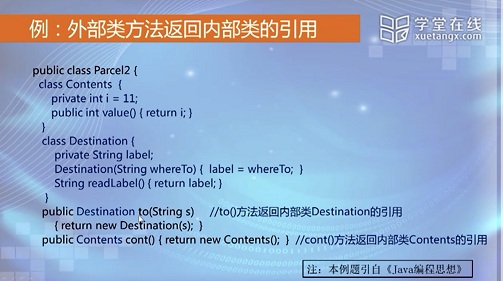 例：外部类方法返回内部类的引用
学堂在线
xuetangx.com
public class Parcel2 {
class Contents {
private int i = 11;
public int value() { return i; }
}
class Destination {
private String label;
Destination(String whereTo) { label = whereTo; }
String readLabel() { return label; }
}
public Destination to(String s) //to()方法返回内部类Destination的引用
{ return new Destination(s); }
public Contents cont() { return new Contents(); } //cont()方法返回内部类Contents的引用
注：本例题引自《Java编程思想》